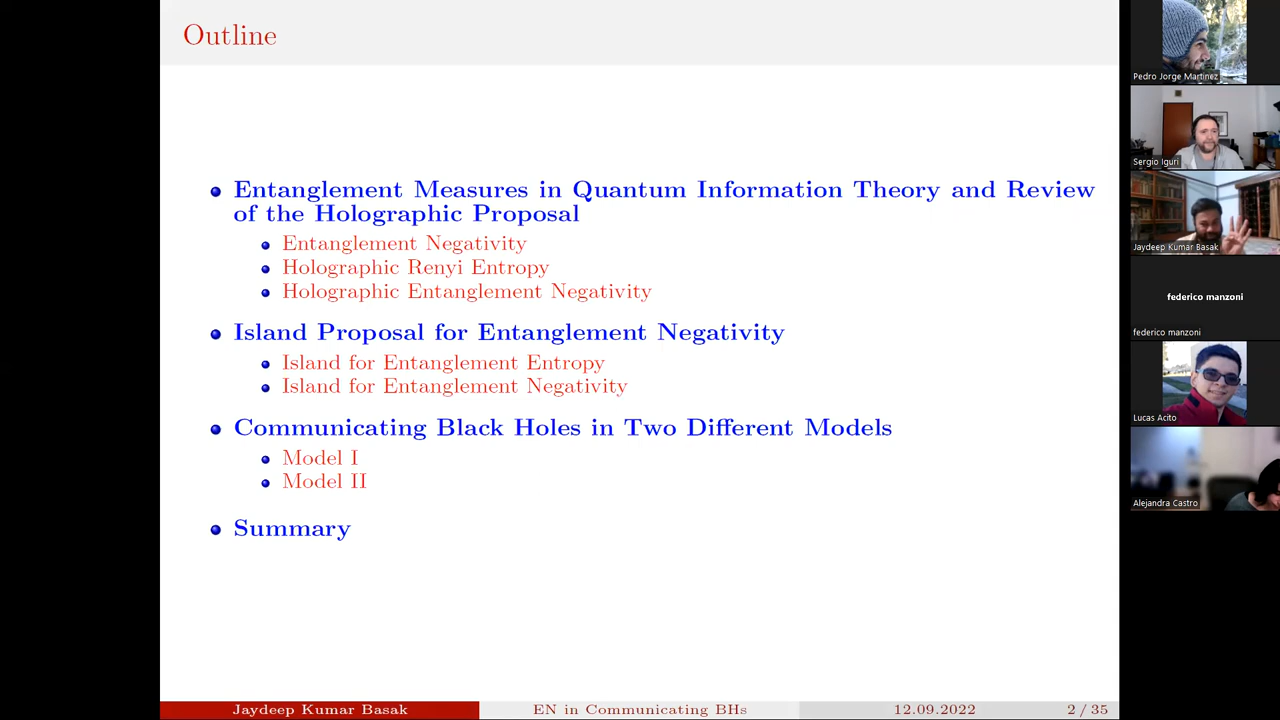 Outline
Entanglement Measures in Quantum Information Theory and Review
of the Holographic Proposal
Entanglement Negativity
Holographic Renyi Entropy
Holographic Entanglement Negativity
Island Proposal for Entanglement Negativity
Island for Entanglement Entropy
Island for Entanglement Negativity
Communicating Black Holes in Two Different Models
Model I
Model II
Summary
Jaydeep Kumar Basak
EN in Communicating BHs
12.09.2022
2 / 35
Pedro Jorge Martinez
Sergio Iguri
Jaydeep Kumar Basak
federico manzoni
federico manzoni
Lucas Acito
Alejandra Castro